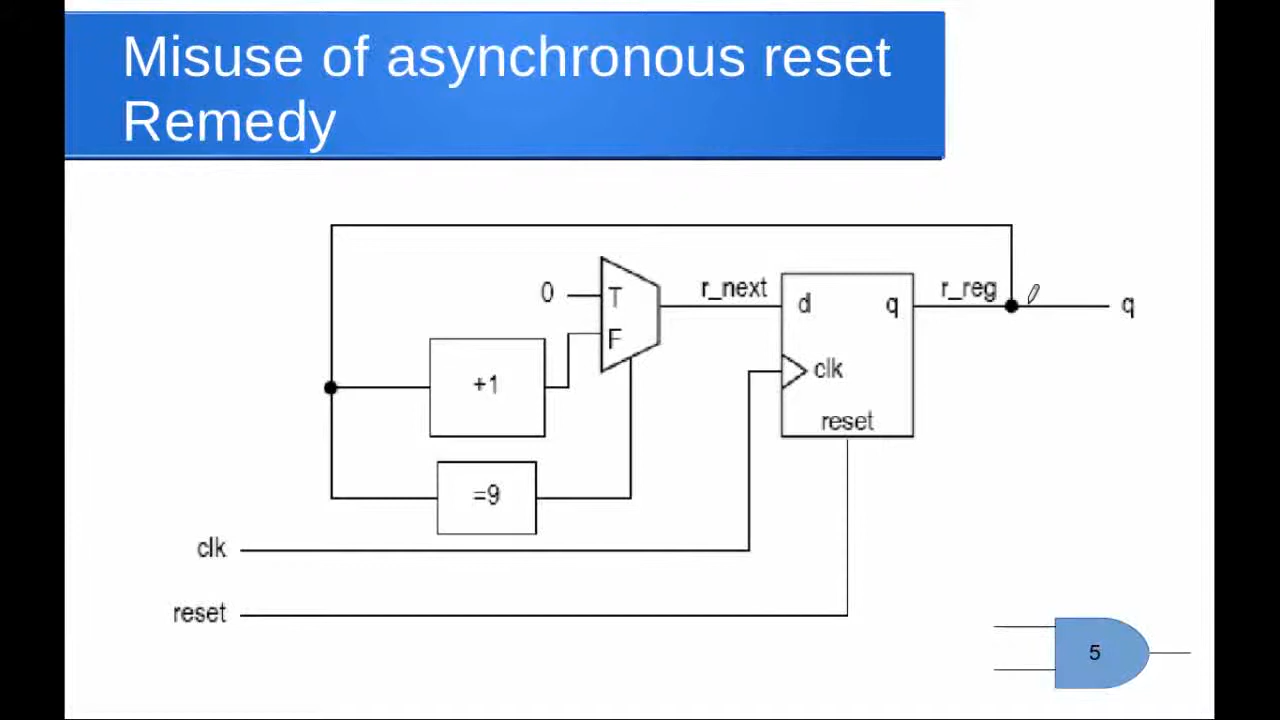 Misuse of asynchronous reset
Remedy
0
T
F
r_next
d
q
r_reg
q
+1
clk
reset
=9
clk
reset
5